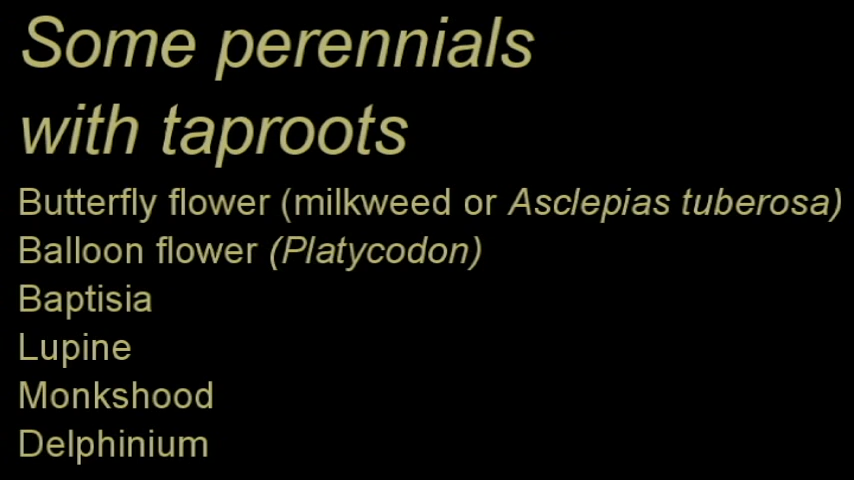 Some perennials
with taproots
Butterfly flower (milkweed or Asclepias tuberosa)
Balloon flower (Platycodon)
Baptisia
Lupine
Monkshood
Delphinium